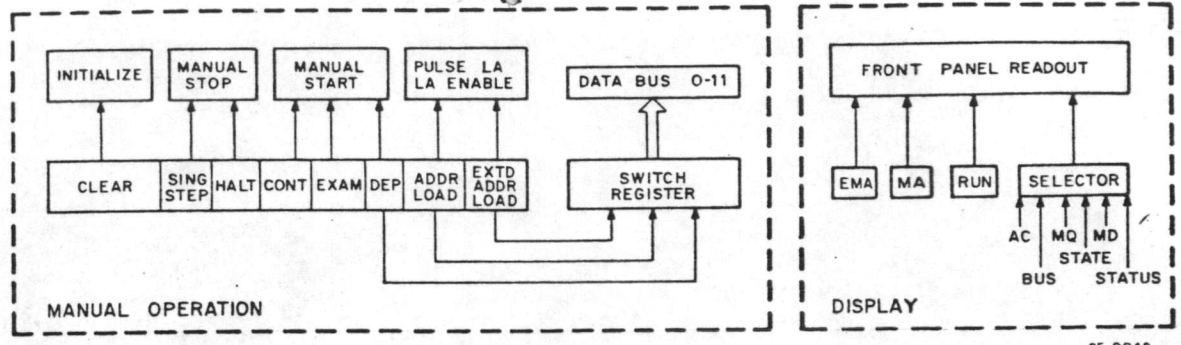 INITIALIZE
MANUAL STOP
MANUAL START
PULSE LA
LA ENABLE
DATA BUS 0-11
CLEAR
SING STEP
HALT
CONT
EXAM
DEP
ADDR LOAD
EXTD ADDR LOAD
SWITCH REGISTER
MANUAL OPERATION
FRONT PANEL READOUT
EMA
MA
RUN
SELECTOR
AC
BUS
MQ
STATE
MD
STATUS
DISPLAY